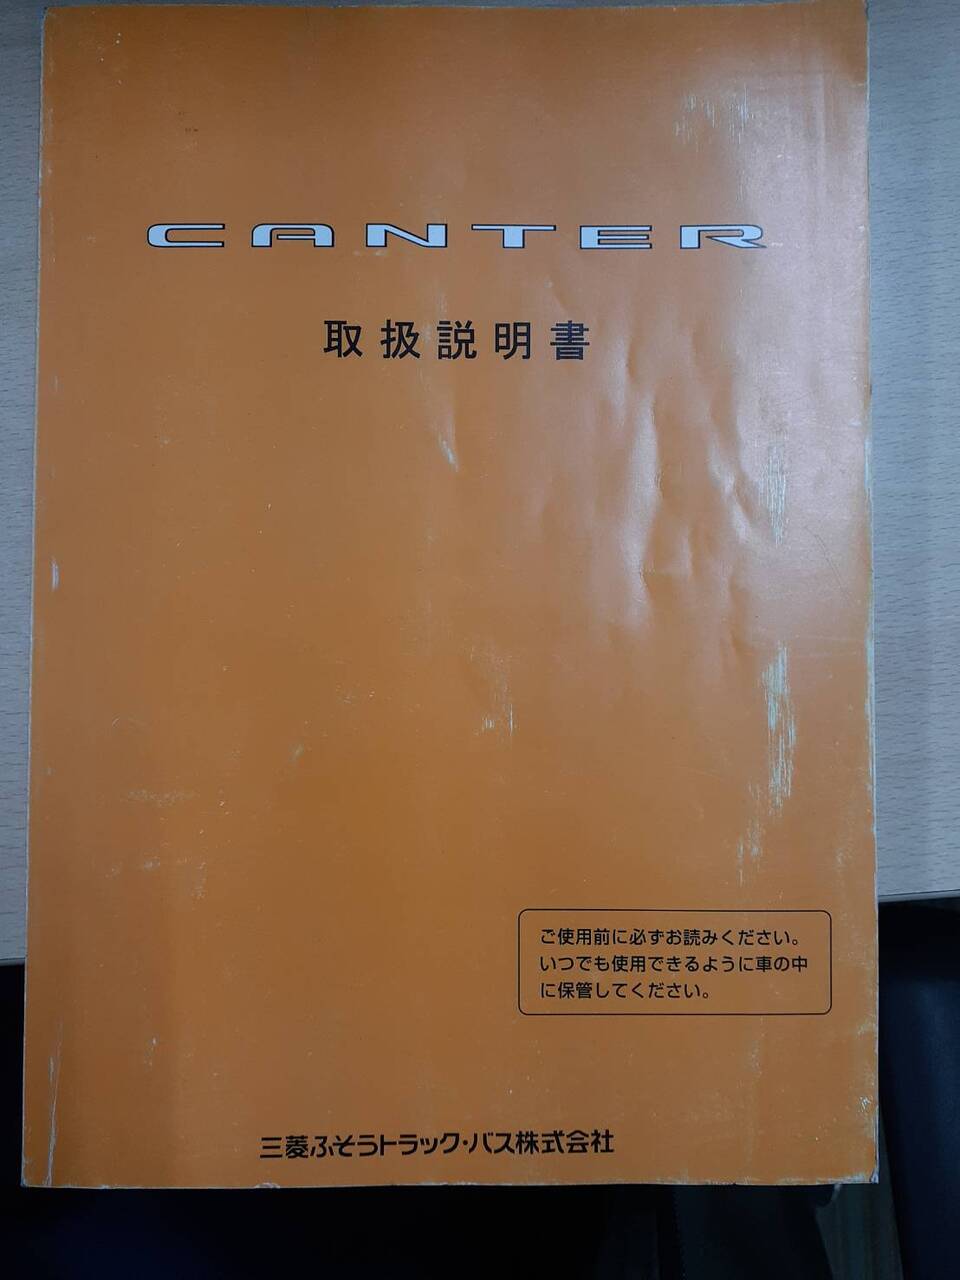 CANTER
取扱説明書
ご使用前に必ずお読みください。
いつでも使用できるように車の中
に保管してください。
三菱ふそうトラック・バス株式会社